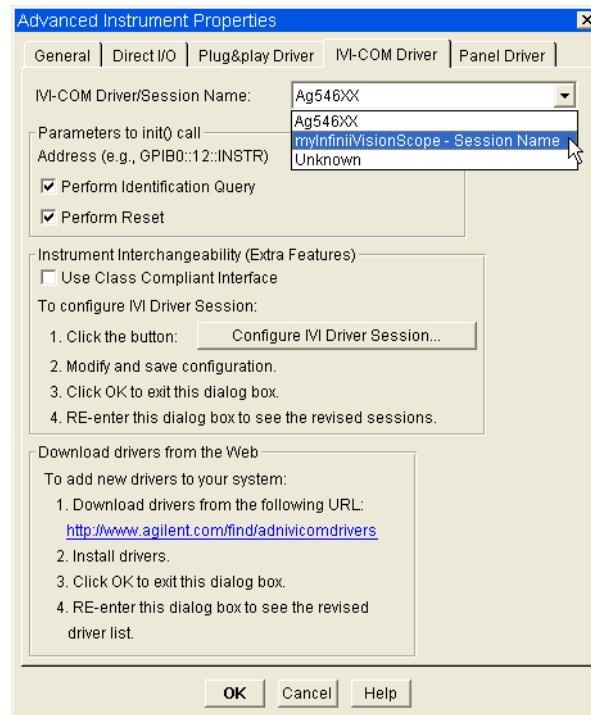 Advanced Instrument Properties
General
Direct I/O
Plug&play Driver
IVI-COM Driver
Panel Driver
IVI-COM Driver/Session Name:
Ag546XX
Ag546XX
myInfiniiVisionScope - Session Name
Unknown
Parameters to init() call
Address (e.g., GPIB0::12::INSTR)
Perform Identification Query
Perform Reset
Instrument Interchangeability (Extra Features)
Use Class Compliant Interface
To configure IVI Driver Session:
1. Click the button:
Configure IVI Driver Session...
2. Modify and save configuration.
3. Click OK to exit this dialog box.
4. RE-enter this dialog box to see the revised sessions.
Download drivers from the Web
To add new drivers to your system:
1. Download drivers from the following URL:
http://www.agilent.com/find/adnivicomdrivers
2. Install drivers.
3. Click OK to exit this dialog box.
4. RE-enter this dialog box to see the revised
driver list.
OK
Cancel
Help